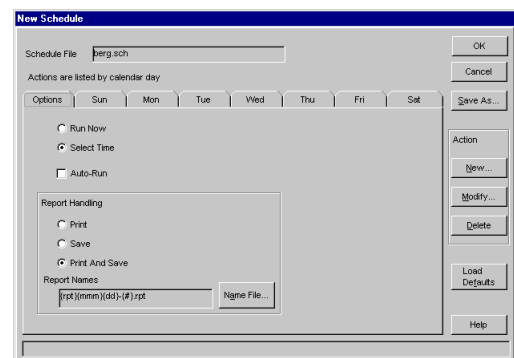 New Schedule
Schedule File berg.sch
Actions are listed by calendar day
Options Sun Mon Tue Wed Thu Fri Sat
Run Now
Select Time
Auto-Run
Report Handling
Print
Save
Print And Save
Report Names
(rpt)(mmm)(dd)-(#).rpt Name File...
OK
Cancel
Save As...
Action
New...
Modify...
Delete
Load
Defaults
Help